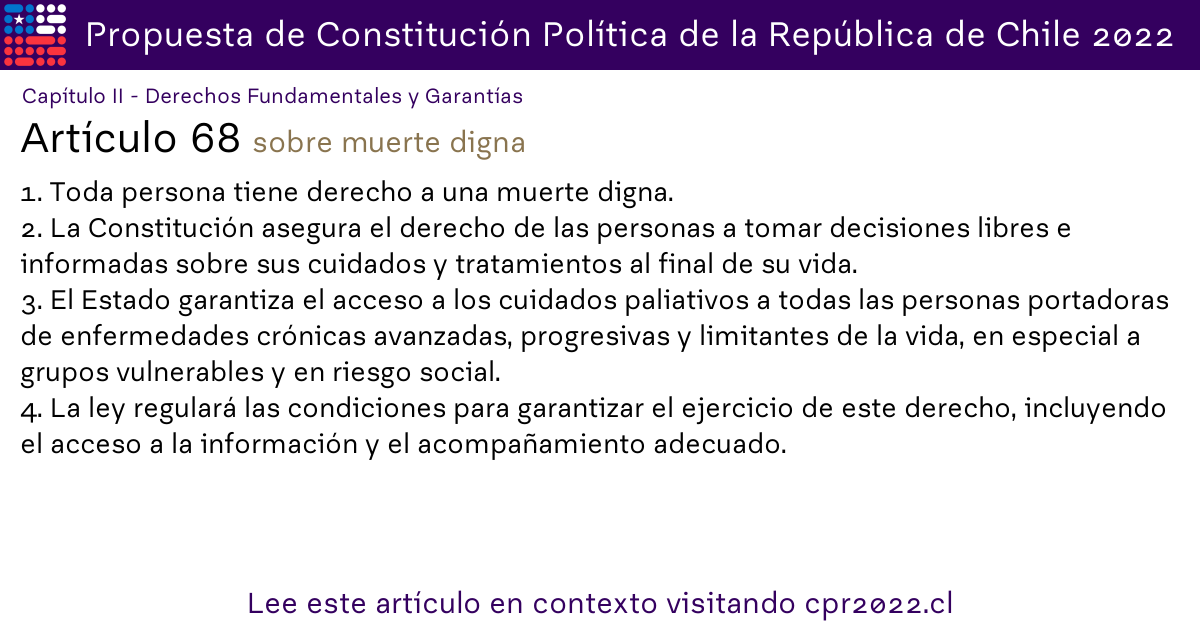 Propuesta de Constitución Política de la República de Chile 2022
Capítulo II - Derechos Fundamentales y Garantías
Artículo 68 sobre muerte digna
1. Toda persona tiene derecho a una muerte digna.
2. La Constitución asegura el derecho de las personas a tomar decisiones libres e
informadas sobre sus cuidados y tratamientos al final de su vida.
3. El Estado garantiza el acceso a los cuidados paliativos a todas las personas portadoras
de enfermedades crónicas avanzadas, progresivas y limitantes de la vida, en especial a
grupos vulnerables y en riesgo social.
4. La ley regulará las condiciones para garantizar el ejercicio de este derecho, incluyendo
el acceso a la información y el acompañamiento adecuado.
Lee este artículo en contexto visitando cpr2022.cl